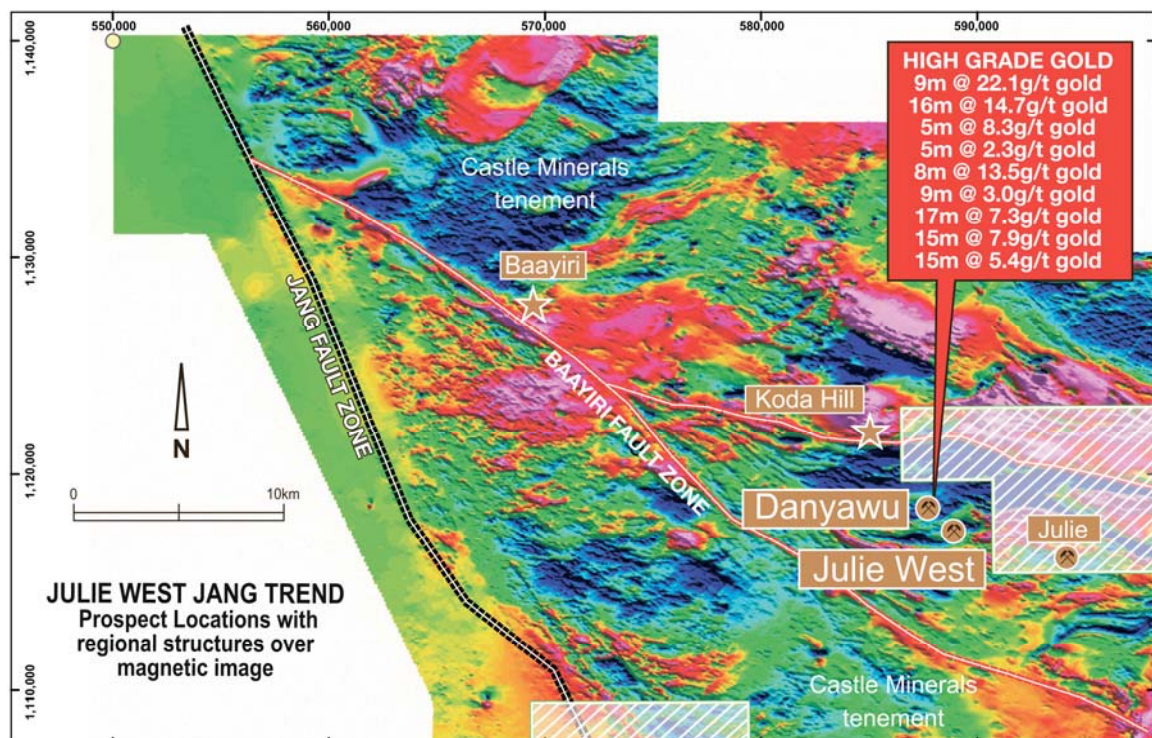 550,000
560,000
570,000
580,000
590,000
1,140,000
1,130,000
1,120,000
1,110,000
HIGH GRADE GOLD
9m @ 22.1g/t gold
16m @ 14.7g/t gold
5m @ 8.3g/t gold
5m @ 2.3g/t gold
8m @ 13.5g/t gold
9m @ 3.0g/t gold
17m @ 7.3g/t gold
15m @ 7.9g/t gold
15m @ 5.4g/t gold
Castle Minerals
tenement
Baayiri
JANG FAULT ZONE
BAAYIRI FAULT ZONE
Koda Hill
N
0
10km
Danyawu
Julie
Julie West
JULIE WEST JANG TREND
Prospect Locations with
regional structures over
magnetic image
Castle Minerals
tenement